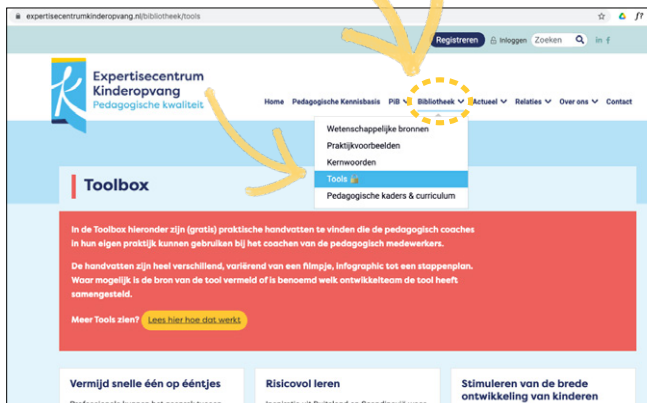 expertisecentrumkinderopvang.nl/bibliotheek/tools
Registreren Inloggen Zoeken in f
Expertisecentrum
Kinderopvang
Pedagogische kwaliteit
Home Pedagogische Kennisbasis PiB Bibliotheek Actueel Relaties Over ons Contact
Wetenschappelijke bronnen
Praktijkvoorbeelden
Kernwoorden
Tools
Pedagogische kaders & curriculum
Toolbox
In de Toolbox hieronder zijn (gratis) praktische handvatten te vinden die de pedagogisch coaches
in hun eigen praktijk kunnen gebruiken bij het coachen van de pedagogisch medewerkers.
De handvatten zijn heel verschillend, variërend van een filmpje, infographic tot een stappenplan.
Waar mogelijk is de bron van de tool vermeld of is benoemd welk ontwikkelteam de tool heeft
samengesteld.
Meer Tools zien? Lees hier hoe dat werkt
Vermijd snelle één op ééntjes
Risicovol leren
Stimuleren van de brede
ontwikkeling van kinderen